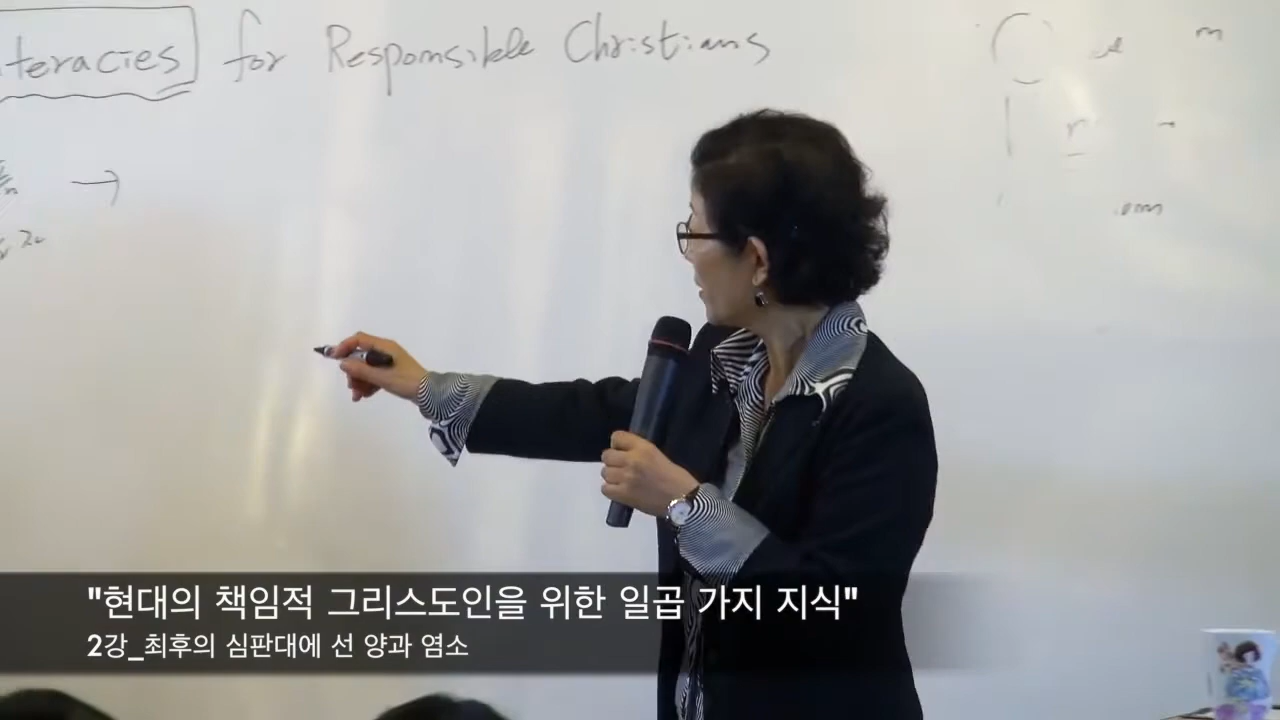 teracies for Responsible Christians
"현대의 책임적 그리스도인을 위한 일곱 가지 지식"
2강_최후의 심판대에 선 양과 염소